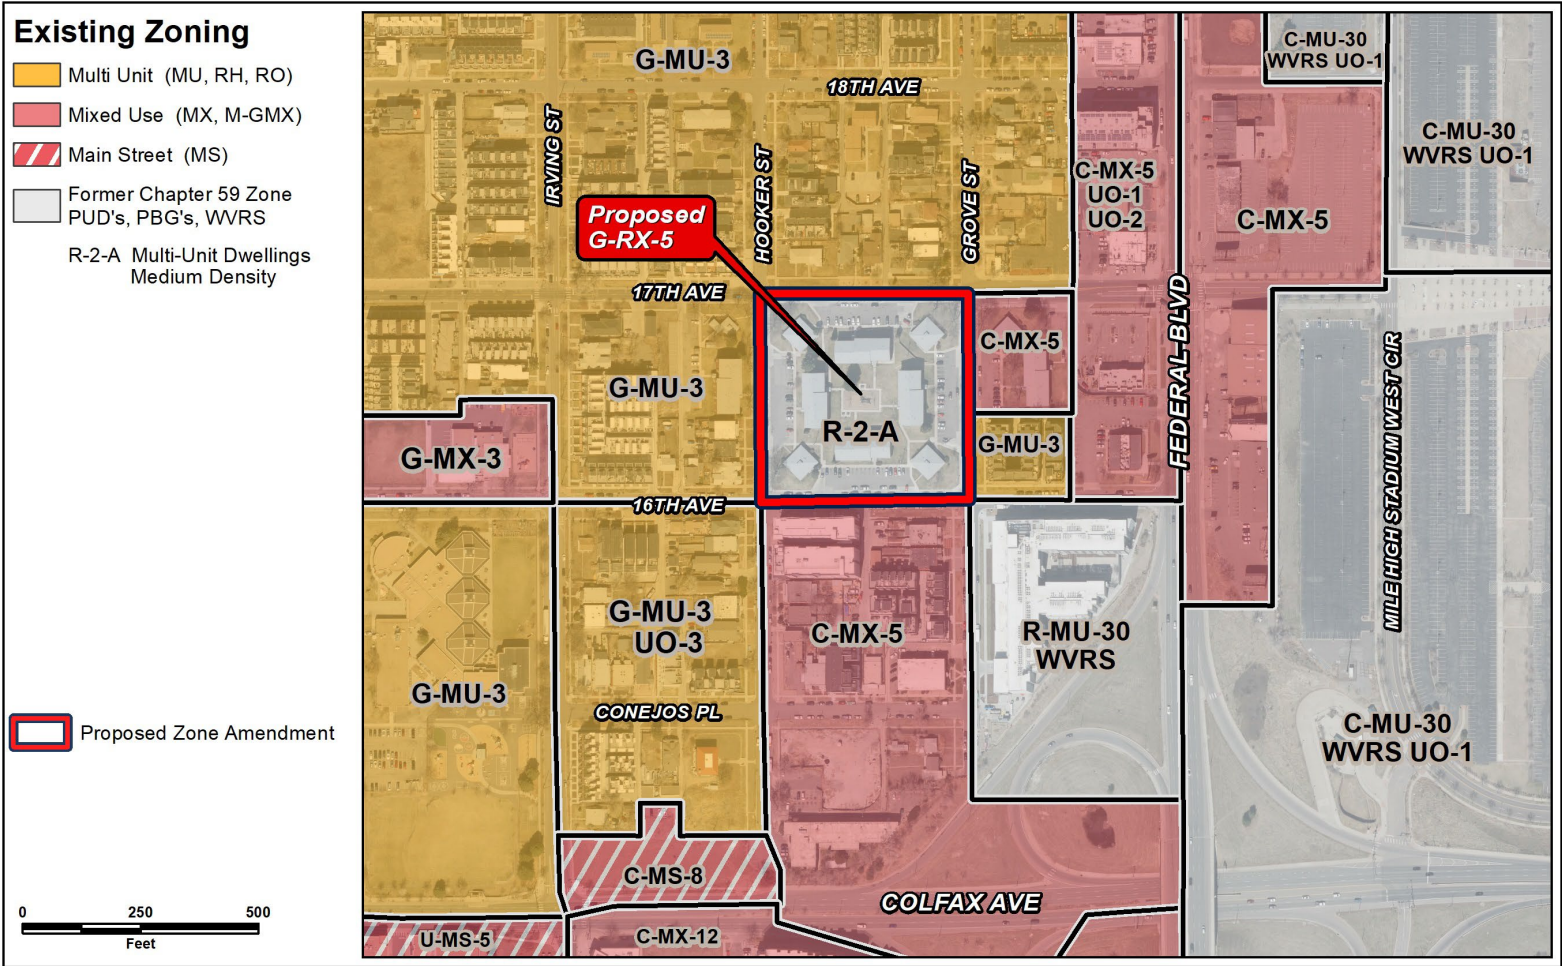 Existing Zoning
Multi Unit (MU, RH, RO)
Mixed Use (MX, M-GMX)
Main Street (MS)
Former Chapter 59 Zone
PUD's, PBG's, WVRS
R-2-A Multi-Unit Dwellings
Medium Density
Proposed Zone Amendment
0 250 500
Feet
G-MU-3
18TH AVE
C-MU-30
WVRS UO-1
C-MU-30
WVRS UO-1
IRVING ST
HOOKER ST
GROVE ST
C-MX-5
UO-1
UO-2
C-MX-5
Proposed
G-RX-5
17TH AVE
FEDERAL BLVD
MILE HIGH STADIUM WEST CIR
C-MX-5
G-MU-3
R-2-A
G-MU-3
G-MX-3
16TH AVE
G-MU-3
UO-3
C-MX-5
R-MU-30
WVRS
G-MU-3
CONEJOS PL
C-MU-30
WVRS UO-1
C-MS-8
COLFAX AVE
U-MS-5
C-MX-12